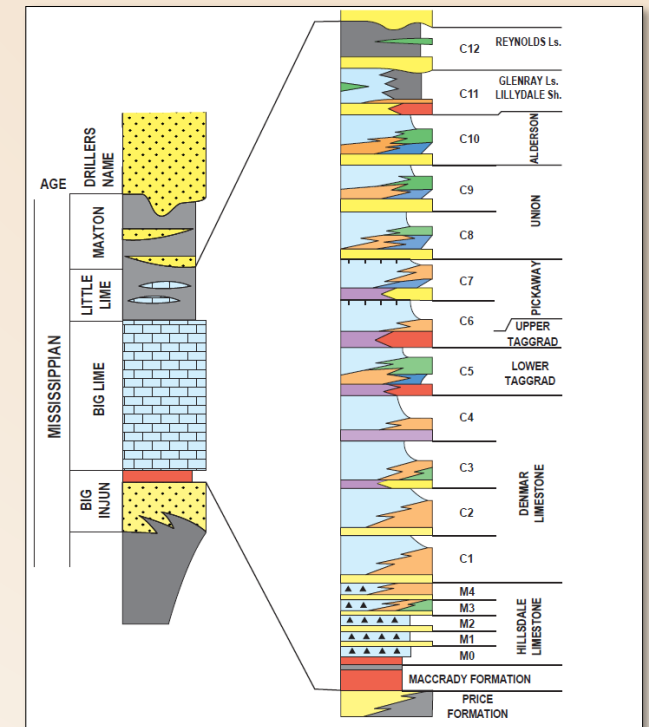 AGE
DRILLERS
NAME
MISSISSIPPIAN
MAXTON
LITTLE
LIME
BIG LIME
BIG
INJUN
C12
REYNOLDS Ls.
C11
GLENRAY Ls.
LILLYDALE Sh.
C10
ALDERSON
C9
UNION
C8
C7
PICKAWAY
C6
UPPER
TAGGRAD
C5
LOWER
TAGGRAD
C4
C3
DENMAR
LIMESTONE
C2
C1
M4
M3
M2
M1
M0
HILLSDALE
LIMESTONE
MACCRADY FORMATION
PRICE
FORMATION